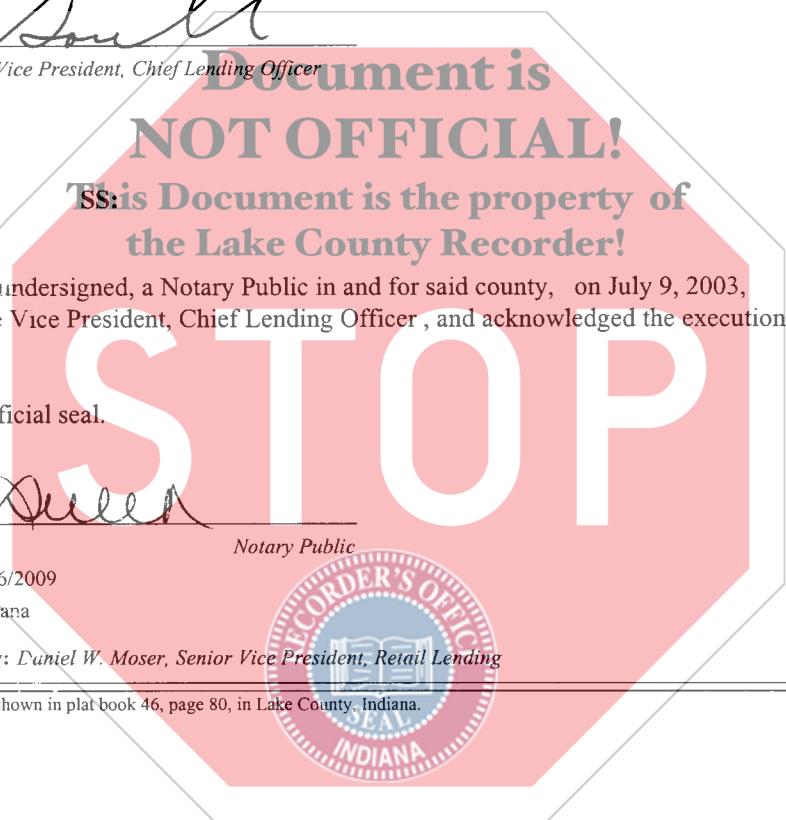 Vice President, Chief Lending Officer
Document is
NOT OFFICIAL!
SS:
This Document is the property of
the Lake County Recorder!
undersigned, a Notary Public in and for said county, on July 9, 2003,
Vice President, Chief Lending Officer , and acknowledged the execution
STOP
ficial seal.
Notary Public
6/2009
ana
: Daniel W. Moser, Senior Vice President, Retail Lending
hown in plat book 46, page 80, in Lake County, Indiana.
RECORDER'S OFFICE
SEAL
INDIANA